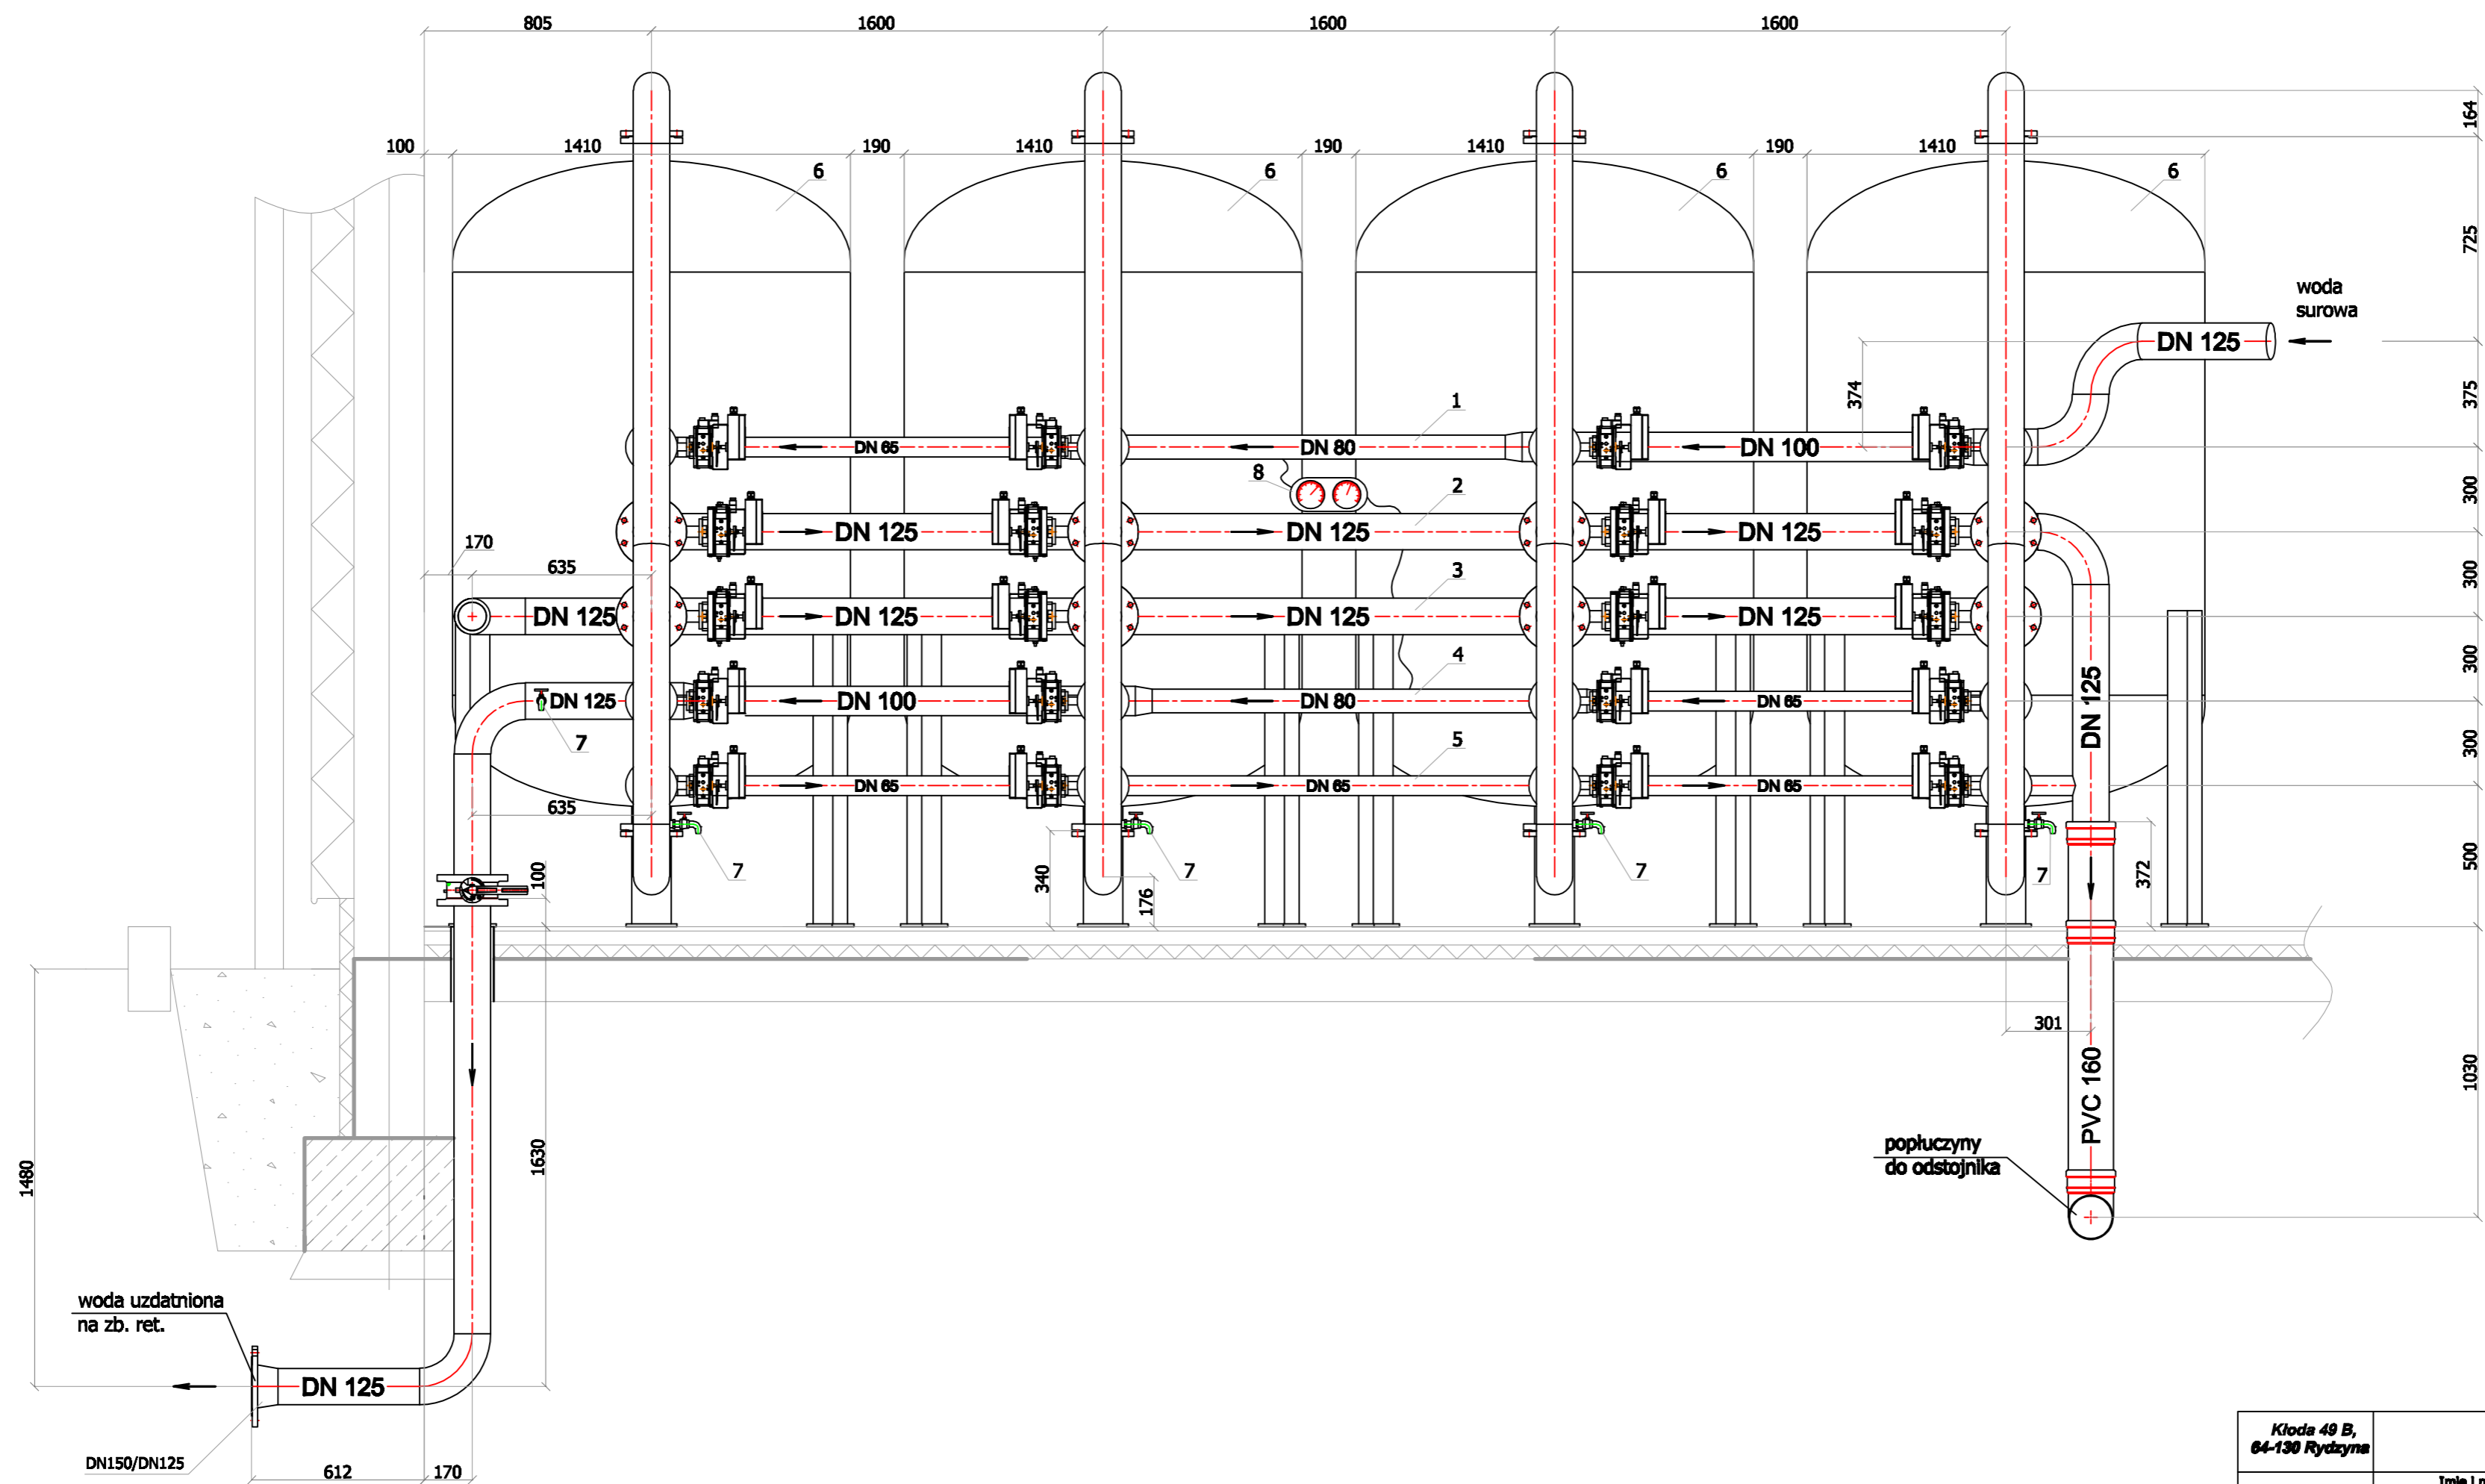 805
1600
1600
1600
164
100
1410
190
1410
190
1410
190
1410
6
6
6
6
725
woda
surowa
DN 125
374
375
1
DN 65
DN 80
DN 100
8
2
300
DN 125
DN 125
DN 125
170
635
3
300
DN 125
DN 125
DN 125
DN 125
4
300
DN 125
DN 100
DN 80
DN 65
DN 125
7
5
300
DN 65
DN 65
DN 65
635
7
7
7
7
100
340
176
372
500
301
1480
1630
PVC 160
1030
popłuczyny
do odstojnika
woda uzdatniona
na zb. ret.
DN 125
DN150/DN125
612
170
Kłoda 49 B,
64-130 Rydzyna